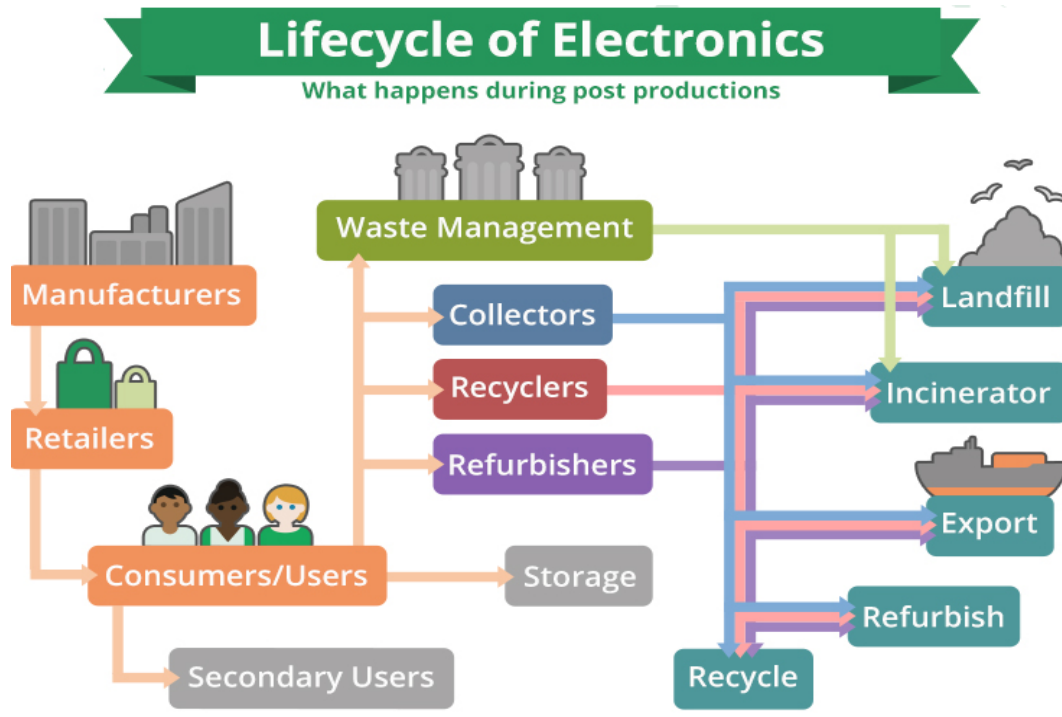 Lifecycle of Electronics
What happens during post productions
Waste Management
Manufacturers
Landfill
Collectors
Recyclers
Incinerator
Retailers
Refurbishers
Export
Consumers/Users
Storage
Refurbish
Secondary Users
Recycle